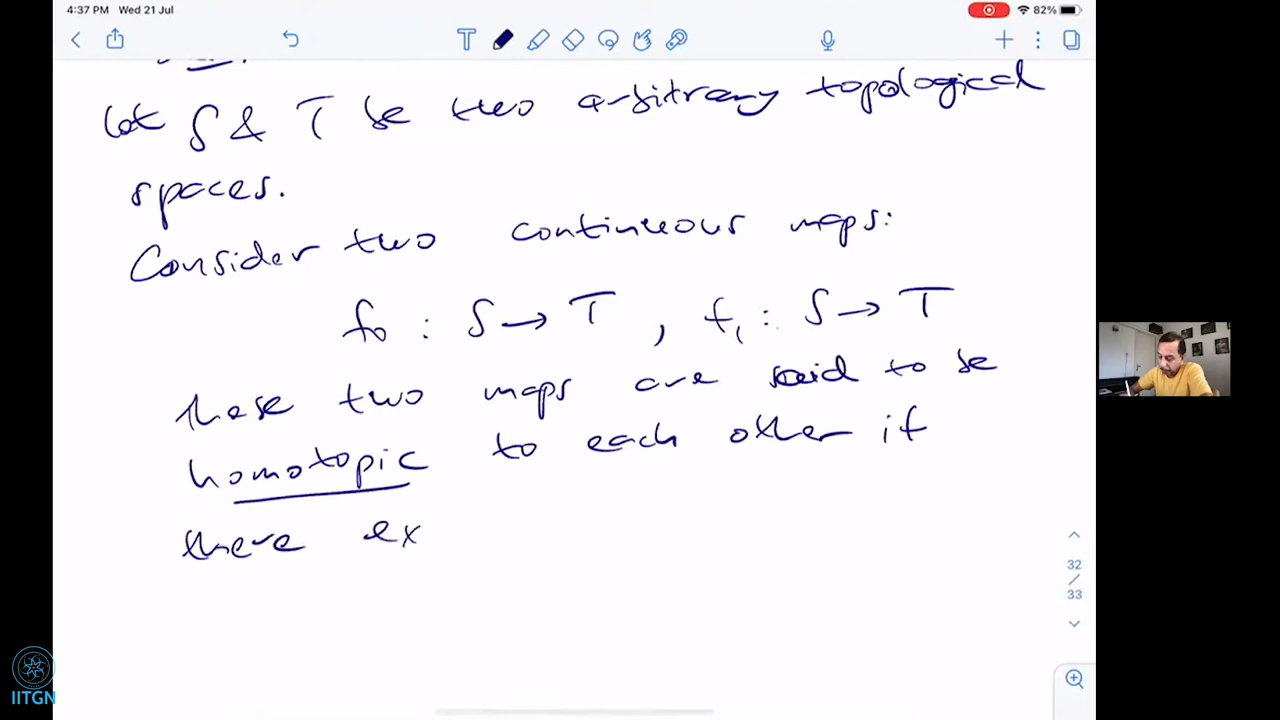 4:37 PM Wed 21 Jul
82%
Let S & T be two arbitrary topological
spaces.
Consider two continuous maps:
f0 : S → T , f1 : S → T
These two maps are said to be
homotopic to each other if
there ex
32
/
33
IITGN